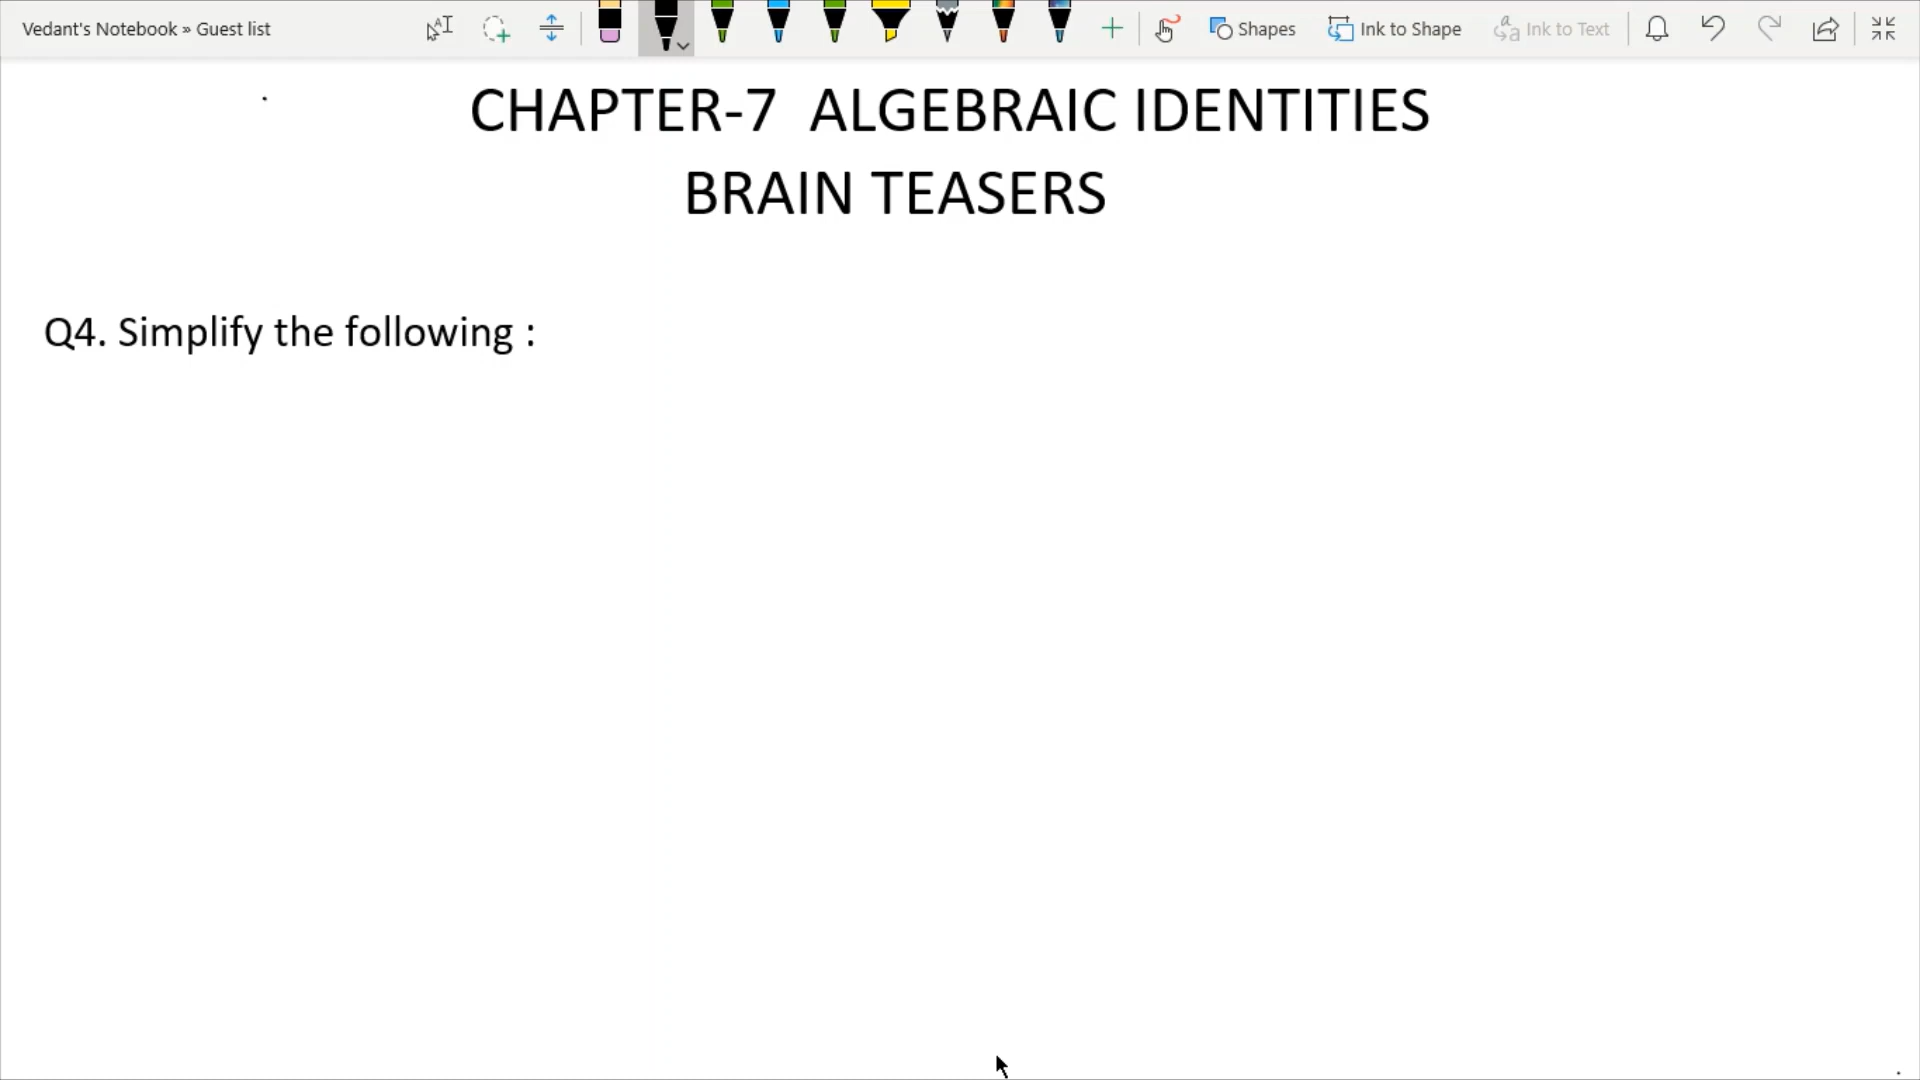 Vedant's Notebook » Guest list
Shapes
Ink to Shape
Ink to Text
CHAPTER-7 ALGEBRAIC IDENTITIES
BRAIN TEASERS
Q4. Simplify the following :